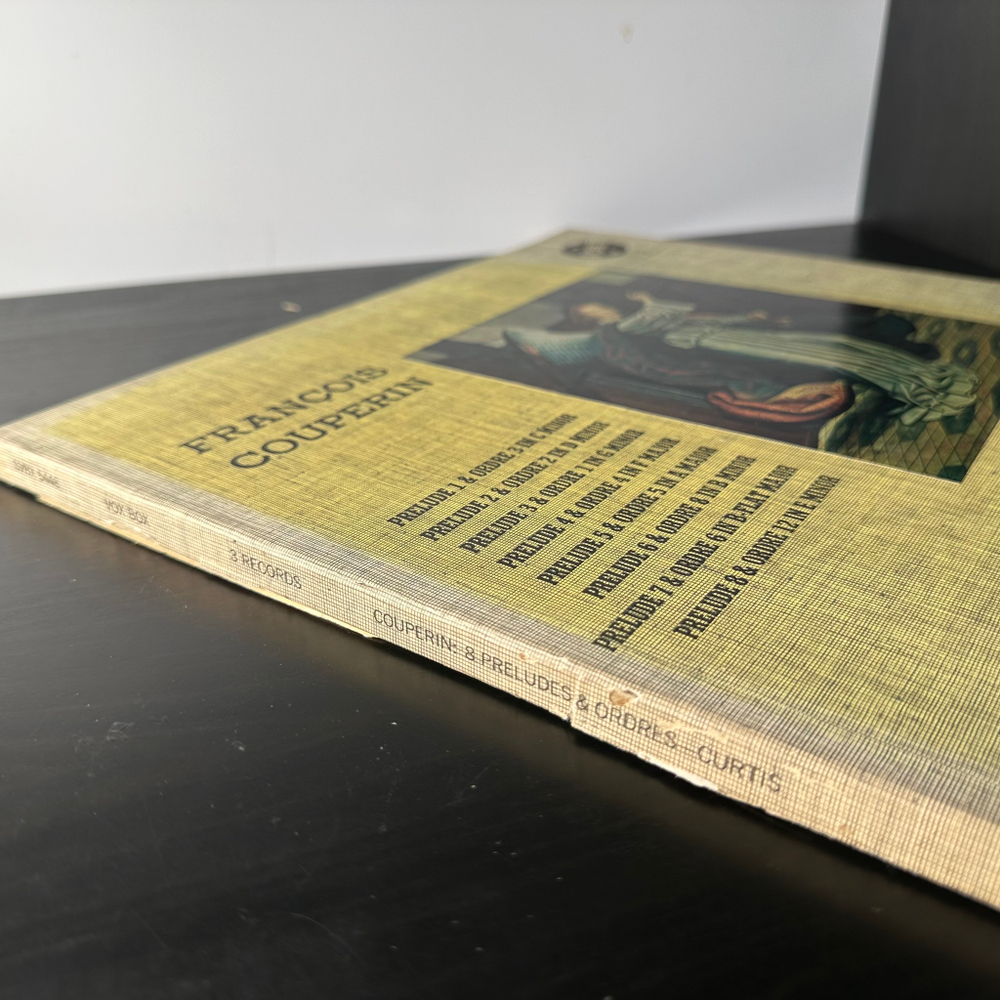 FRANÇOIS
COUPERIN
PRELUDE 1 & ORDRE 3 IN C MINOR
PRELUDE 2 & ORDRE 2 IN D MINOR
PRELUDE 3 & ORDRE 1 IN G MINOR
PRELUDE 4 & ORDRE 4 IN F MAJOR
PRELUDE 5 & ORDRE 5 IN A MAJOR
PRELUDE 6 & ORDRE 8 IN B MINOR
PRELUDE 7 & ORDRE 6 IN B-FLAT MAJOR
PRELUDE 8 & ORDRE 12 IN E MINOR
VOX BOX
3 RECORDS
COUPERIN: 8 PRELUDES & ORDRES—CURTIS